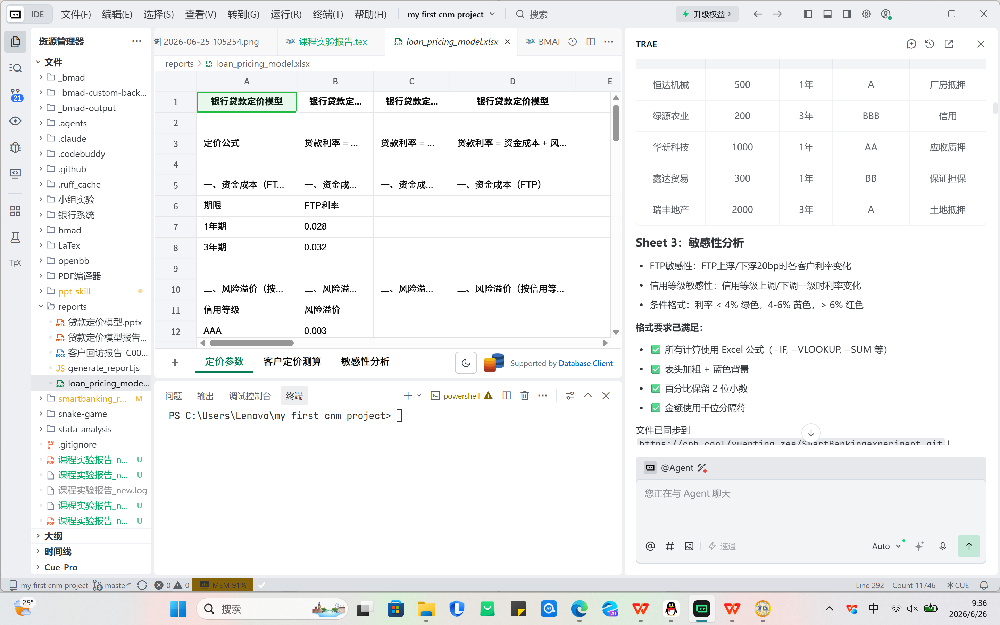 IDE 文件(F) 编辑(E) 选择(S) 查看(V) 转到(G) 运行(R) 终端(T) 帮助(H) my first cnm project 搜索 升级权益
资源管理器
文件
_bmad
_bmad-custom-back...
_bmad-output
.agents
.claude
.codebuddy
.github
.ruff_cache
小组实验
银行系统
bmad
LaTex
openbb
PDF编译器
ppt-skill
reports
贷款定价模型.pptx
贷款定价模型报告...
客户回访报告_C00...
JS generate_report.js
loan_pricing_mode...
smartbanking_r... M
snake-game
stata-analysis
.gitignore
课程实验报告_n... U
课程实验报告_n... U
课程实验报告_new.log
课程实验报告_n... U
课程实验报告_n... U
大纲
时间线
Cue-Pro
21
TEX
图 2026-06-25 105254.png TEX 课程实验报告.tex XLSX loan_pricing_model.xlsx TEX BMAI
reports > loan_pricing_model.xlsx
A B C D E
1 银行贷款定价模型 银行贷款定... 银行贷款定... 银行贷款定价模型
2
3 定价公式 贷款利率 = ... 贷款利率 = ... 贷款利率 = 资金成本 + 风...
4
5 一、资金成本（FT... 一、资金成... 一、资金成... 一、资金成本（FTP）
6 期限 FTP利率
7 1年期 0.028
8 3年期 0.032
9
10 二、风险溢价（按... 二、风险溢... 二、风险溢... 二、风险溢价（按信用等...
11 信用等级 风险溢价
12 AAA 0.003
定价参数 客户定价测算 敏感性分析 Supported by Database Client
问题 输出 调试控制台 终端 powershell
PS C:\Users\Lenovo\my first cnm project>
TRAE
恒达机械 500 1年 A 厂房抵押
绿源农业 200 3年 BBB 信用
华新科技 1000 1年 AA 应收质押
鑫达贸易 300 1年 BB 保证担保
瑞丰地产 2000 3年 A 土地抵押
Sheet 3：敏感性分析
• FTP敏感性：FTP上浮/下浮20bp时各客户利率变化
• 信用等级敏感性：信用等级上调/下调一级时利率变化
• 条件格式：利率 < 4% 绿色，4-6% 黄色，> 6% 红色
格式要求已满足：
• ✅ 所有计算使用 Excel 公式（=IF, =VLOOKUP, =SUM 等）
• ✅ 表头加粗 + 蓝色背景
• ✅ 百分比保留 2 位小数
• ✅ 金额使用千位分隔符
文件已同步到
https://cnb.cool/yuanting.zee/SmartBankingexperiment.git！
@Agent
您正在与 Agent 聊天
速通 Auto
my first cnm project master* 0 0 MEM 91% Line 292 Count 11746 CUE
25° 搜索 中 9:36
2026/6/26